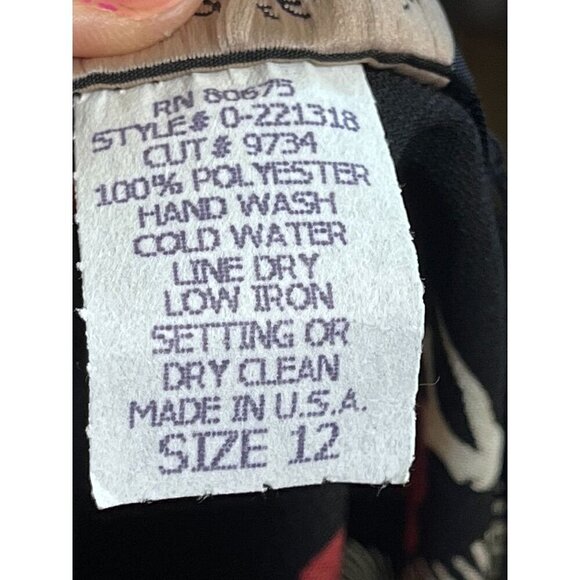 RN 80675
STYLE# 0-221318
CUT# 9734
100% POLYESTER
HAND WASH
COLD WATER
LINE DRY
LOW IRON
SETTING OR
DRY CLEAN
MADE IN U.S.A.
SIZE 12